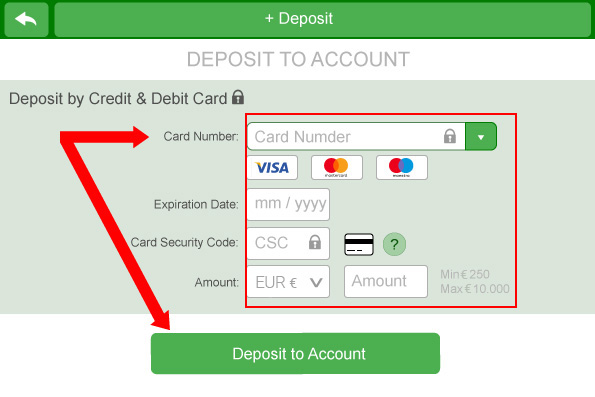 + Deposit
DEPOSIT TO ACCOUNT
Deposit by Credit & Debit Card
Card Number: Card Numder
VISA mastercard maestro
Expiration Date: mm / yyyy
Card Security Code: CSC ?
Amount: EUR € Amount Min € 250
Max € 10.000
Deposit to Account